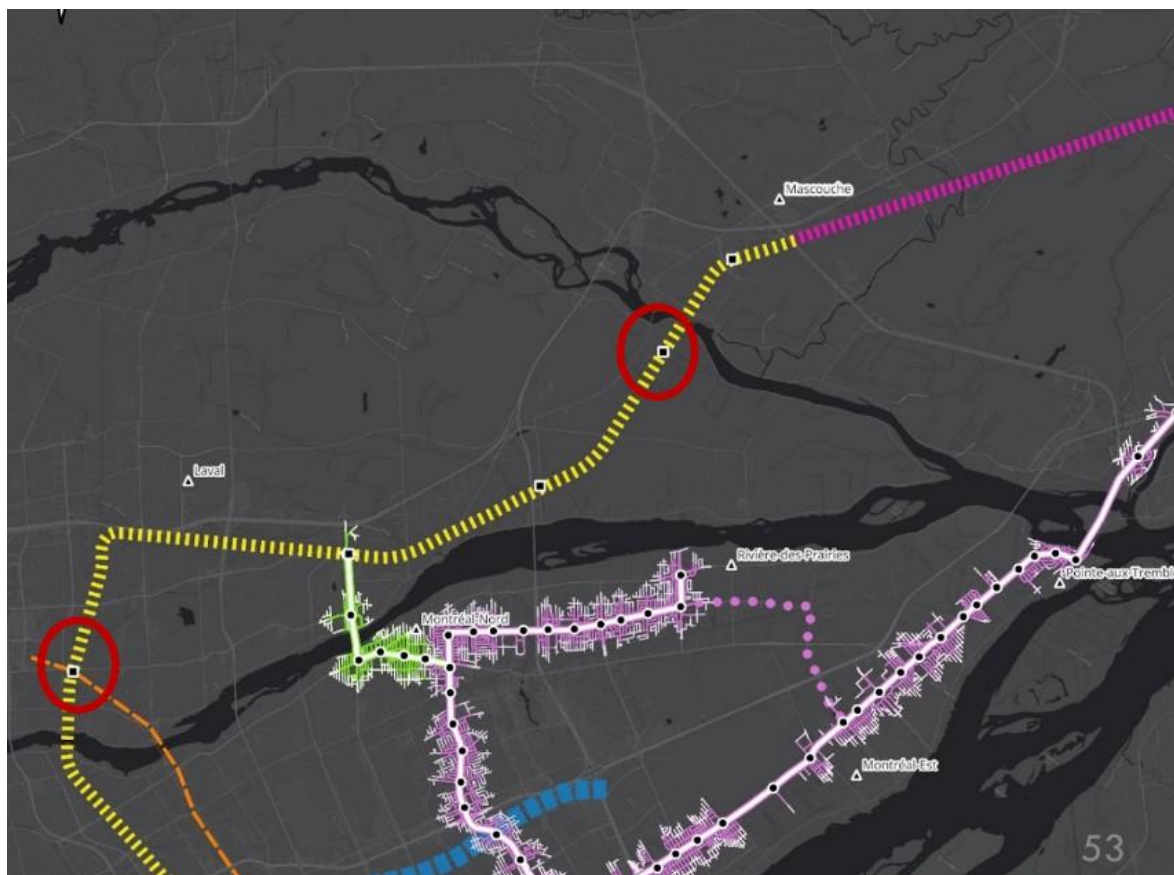 Mascouche
Laval
Rivière-des-Prairies
Pointe-aux-Trembl
Montréal-Nord
Montréal-Est
53